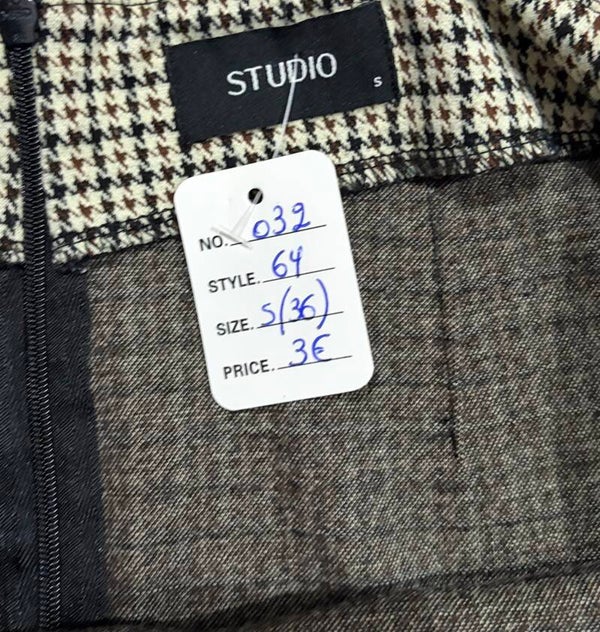 STUDIO
S
NO. 032
STYLE. 64
SIZE. S(36)
PRICE. 3€